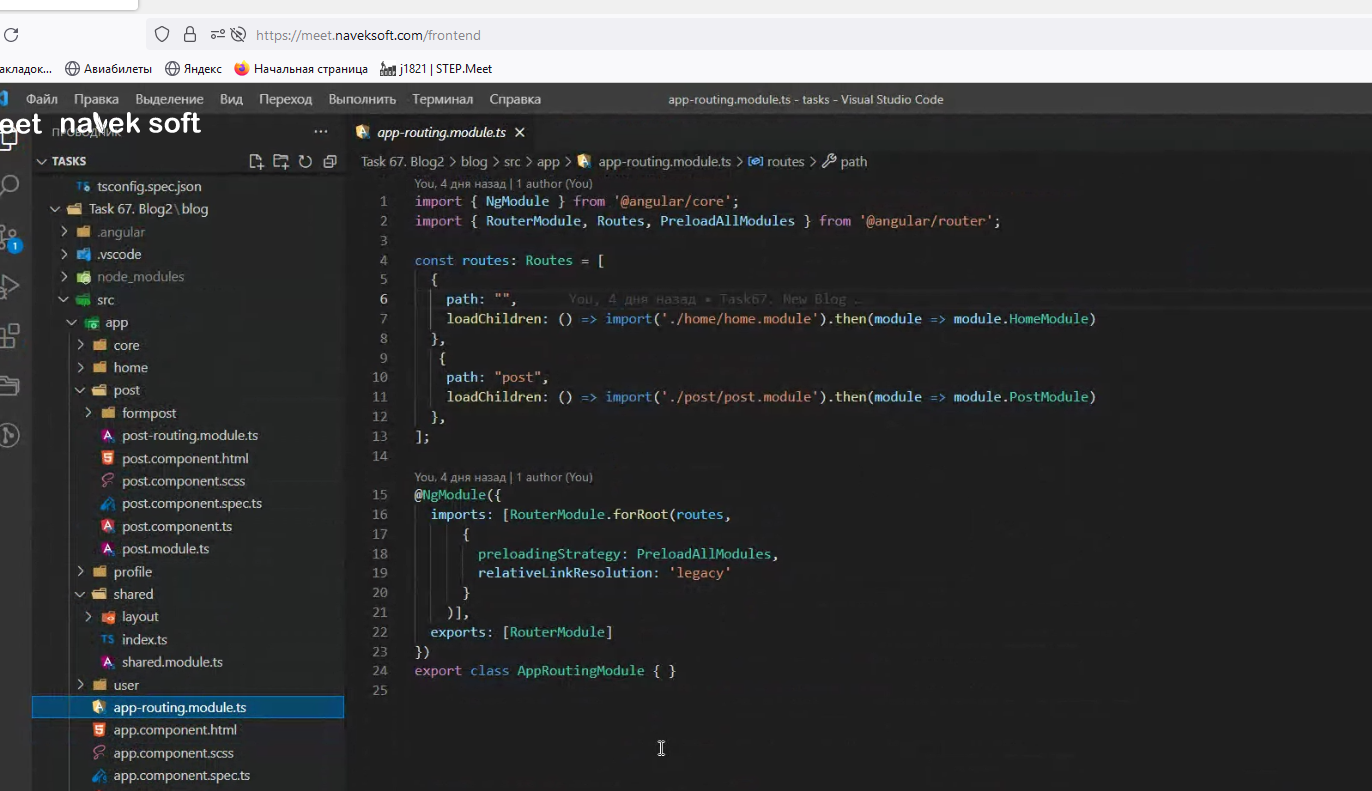 https://meet.naveksoft.com/frontend
акладок... Авиабилеты Яндекс Начальная страница j1821 | STEP.Meet
Файл Правка Выделение Вид Переход Выполнить Терминал Справка app-routing.module.ts - tasks - Visual Studio Code
eet navek soft
ПРОВОДНИК ...
TASKS
tsconfig.spec.json
Task 67. Blog2 \ blog
.angular
.vscode
node_modules
src
app
core
home
post
formpost
post-routing.module.ts
post.component.html
post.component.scss
post.component.spec.ts
post.component.ts
post.module.ts
profile
shared
layout
TS index.ts
shared.module.ts
user
app-routing.module.ts
app.component.html
app.component.scss
app.component.spec.ts
1
app-routing.module.ts
Task 67. Blog2 > blog > src > app > app-routing.module.ts > routes > path
You, 4 дня назад | 1 author (You)
1 import { NgModule } from '@angular/core';
2 import { RouterModule, Routes, PreloadAllModules } from '@angular/router';
3
4 const routes: Routes = [
5 {
6 path: "", You, 4 дня назад • Task67. New Blog …
7 loadChildren: () => import('./home/home.module').then(module => module.HomeModule)
8 },
9 {
10 path: "post",
11 loadChildren: () => import('./post/post.module').then(module => module.PostModule)
12 },
13 ];
14
You, 4 дня назад | 1 author (You)
15 @NgModule({
16 imports: [RouterModule.forRoot(routes,
17 {
18 preloadingStrategy: PreloadAllModules,
19 relativeLinkResolution: 'legacy'
20 }
21 )],
22 exports: [RouterModule]
23 })
24 export class AppRoutingModule { }
25